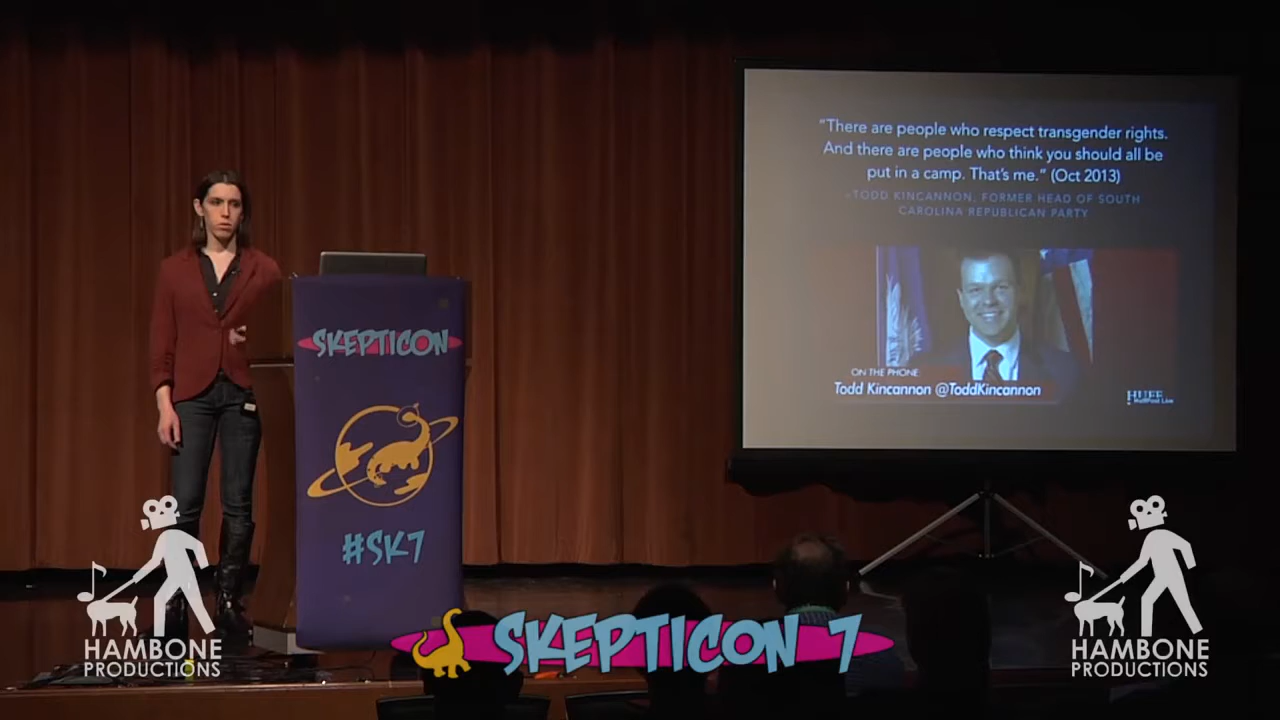 "There are people who respect transgender rights.
And there are people who think you should all be
put in a camp. That's me." (Oct 2013)
–TODD KINCANNON, FORMER HEAD OF SOUTH
CAROLINA REPUBLICAN PARTY
ON THE PHONE:
Todd Kincannon @ToddKincannon
HUFF
HuffPost Live
SKEPTICON
#SK7
HAMBONE
PRODUCTIONS
SKEPTICON 7
HAMBONE
PRODUCTIONS